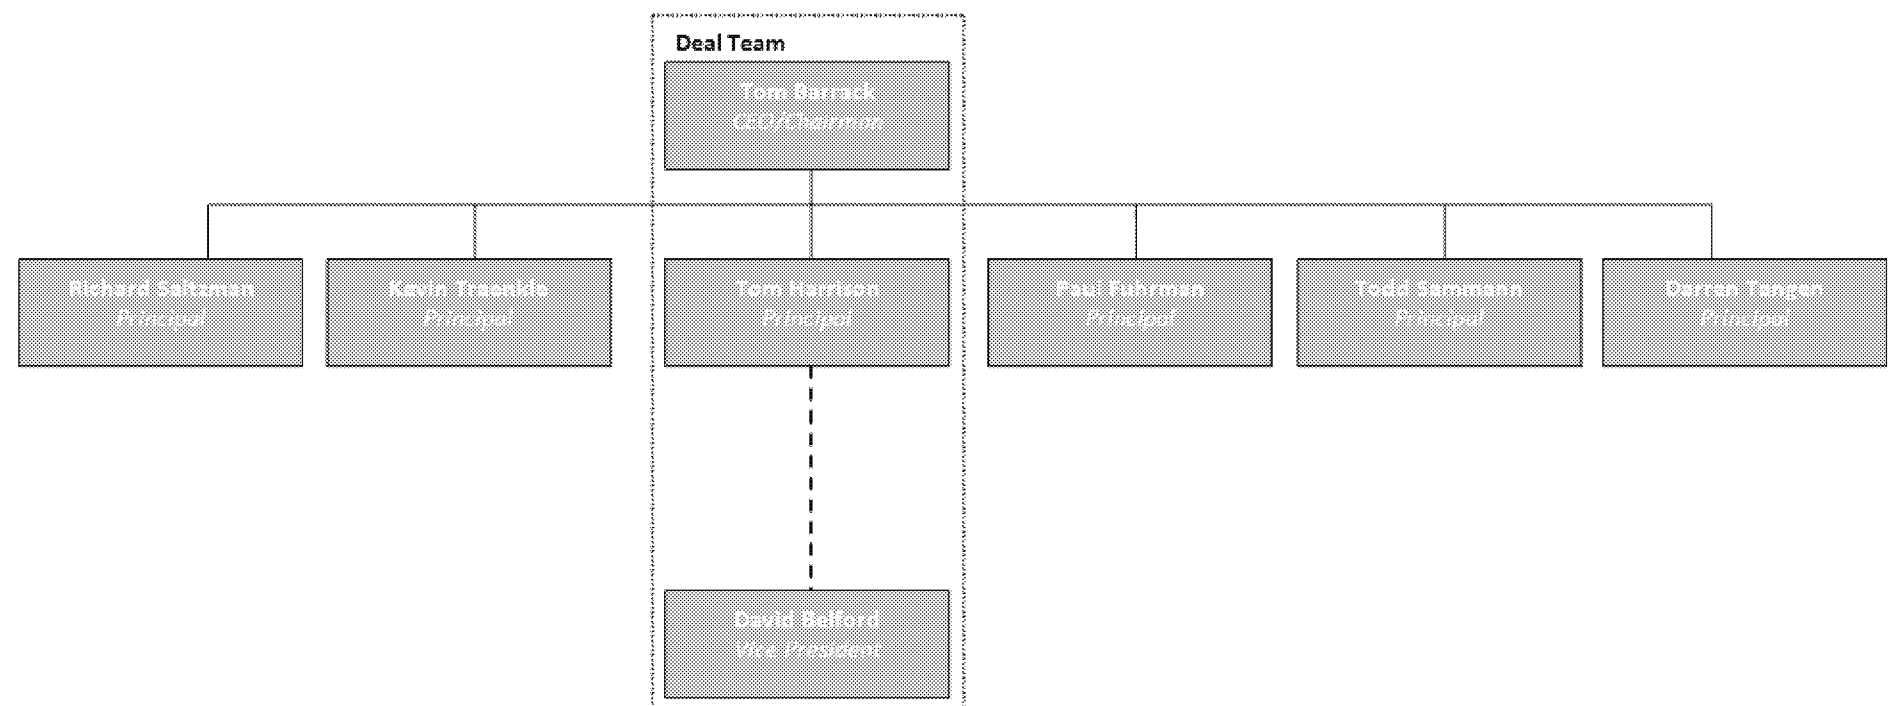 Deal Team
Tom Barrack
CEO/Chairman
Richard Saltzman
Principal
Kevin Traenkle
Principal
Tom Harrison
Principal
Paul Fuhrman
Principal
Todd Sammann
Principal
Darren Tangen
Principal
David Belford
Vice President